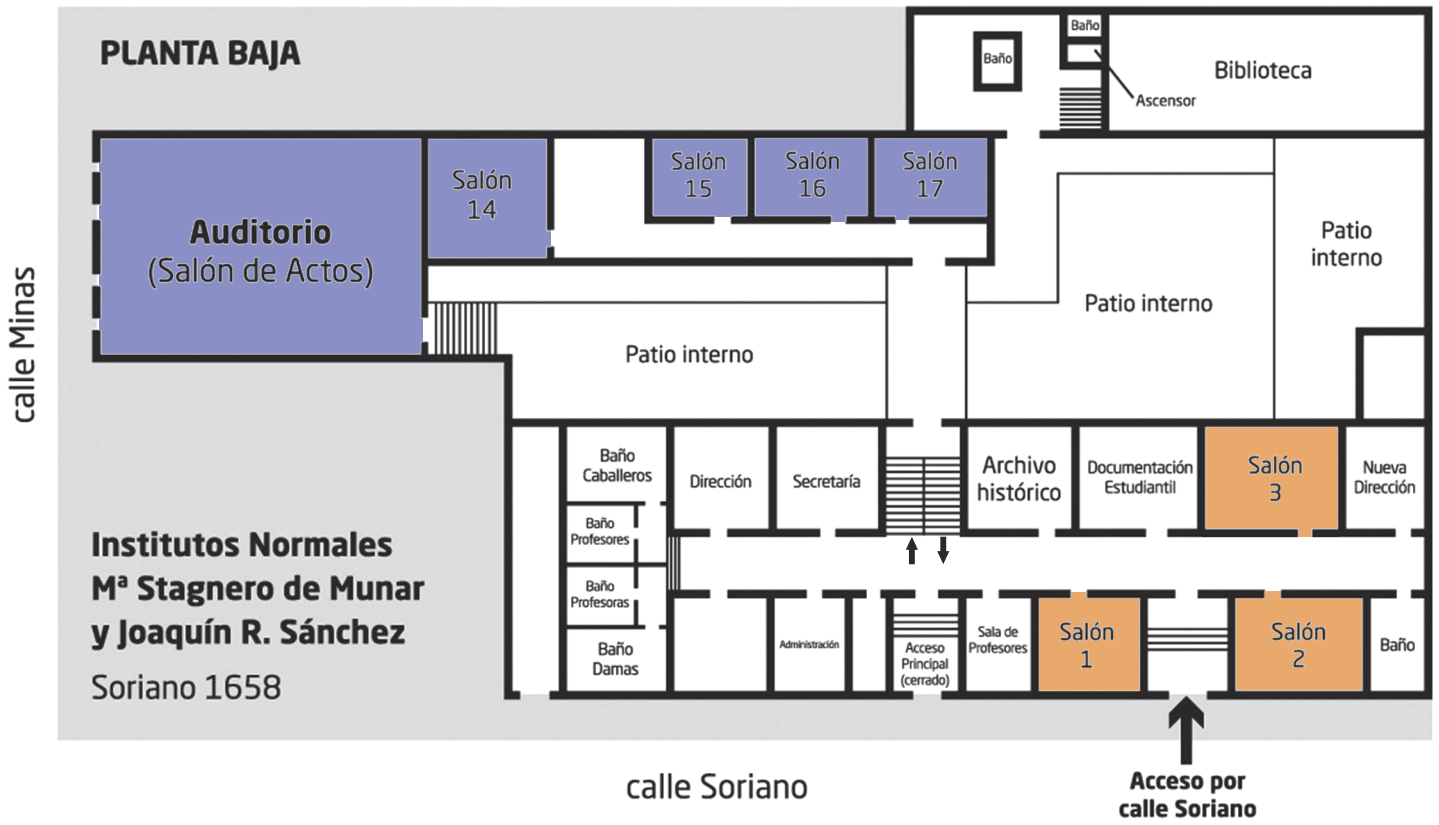 PLANTA BAJA
Baño
Baño
Ascensor
Biblioteca
Auditorio
(Salón de Actos)
Salón
14
Salón
15
Salón
16
Salón
17
Patio
interno
Patio interno
Patio interno
calle Minas
Baño
Caballeros
Dirección
Secretaría
Archivo
histórico
Documentación
Estudiantil
Salón
3
Nueva
Dirección
Baño
Profesores
Baño
Profesoras
Baño
Damas
Administración
Acceso
Principal
(cerrado)
Sala de
Profesores
Salón
1
Salón
2
Baño
Institutos Normales
Mª Stagnero de Munar
y Joaquín R. Sánchez
Soriano 1658
calle Soriano
Acceso por
calle Soriano